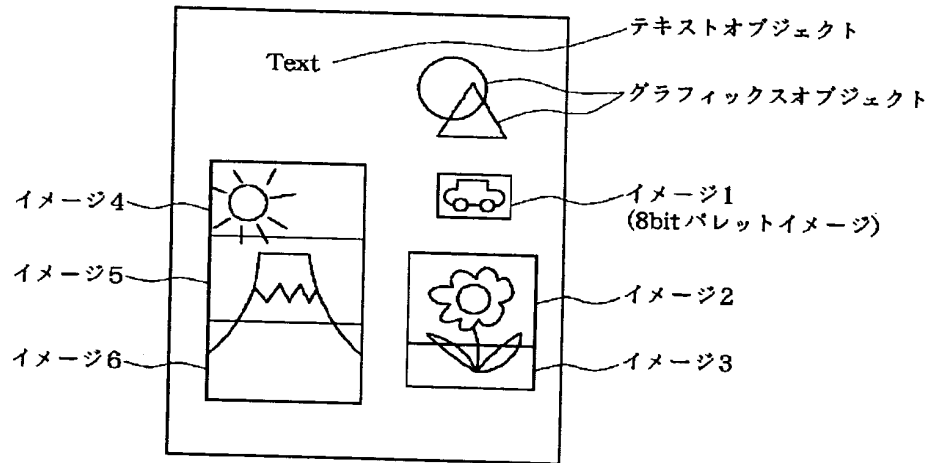 テキストオブジェクト
Text
グラフィックスオブジェクト
イメージ4
イメージ1
(8bitパレットイメージ)
イメージ5
イメージ2
イメージ6
イメージ3